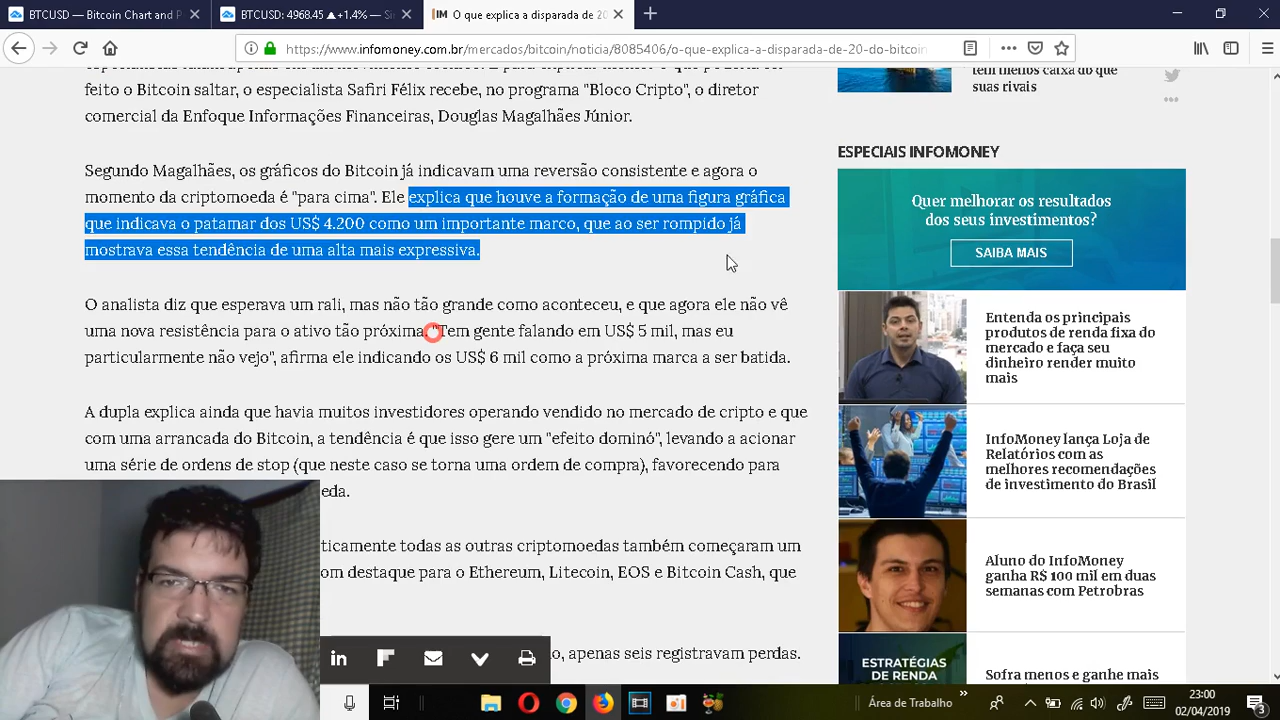 BTCUSD — Bitcoin Chart and P
BTCUSD: 4968.45 ▲+1.4% — Si
IM O que explica a disparada de 20
https://www.infomoney.com.br/mercados/bitcoin/noticia/8085406/o-que-explica-a-disparada-de-20-do-bitcoin
feito o Bitcoin saltar, o especialista Safiri Félix recebe, no programa "Bloco Cripto", o diretor
comercial da Enfoque Informações Financeiras, Douglas Magalhães Júnior.
Segundo Magalhães, os gráficos do Bitcoin já indicavam uma reversão consistente e agora o
momento da criptomoeda é "para cima". Ele explica que houve a formação de uma figura gráfica
que indicava o patamar dos US$ 4.200 como um importante marco, que ao ser rompido já
mostrava essa tendência de uma alta mais expressiva.
O analista diz que esperava um rali, mas não tão grande como aconteceu, e que agora ele não vê
uma nova resistência para o ativo tão próxima. "Tem gente falando em US$ 5 mil, mas eu
particularmente não vejo", afirma ele indicando os US$ 6 mil como a próxima marca a ser batida.
A dupla explica ainda que havia muitos investidores operando vendido no mercado de cripto e que
com uma arrancada do Bitcoin, a tendência é que isso gere um "efeito dominó", levando a acionar
uma série de ordens de stop (que neste caso se torna uma ordem de compra), favorecendo para
eda.
ticamente todas as outras criptomoedas também começaram um
om destaque para o Ethereum, Litecoin, EOS e Bitcoin Cash, que
o, apenas seis registravam perdas.
tem menos caixa do que
suas rivais
ESPECIAIS INFOMONEY
Quer melhorar os resultados
dos seus investimentos?
SAIBA MAIS
Entenda os principais
produtos de renda fixa do
mercado e faça seu
dinheiro render muito
mais
InfoMoney lança Loja de
Relatórios com as
melhores recomendações
de investimento do Brasil
Aluno do InfoMoney
ganha R$ 100 mil em duas
semanas com Petrobras
ESTRATÉGIAS
DE RENDA
Sofra menos e ganhe mais
in
Área de Trabalho
23:00
02/04/2019
3